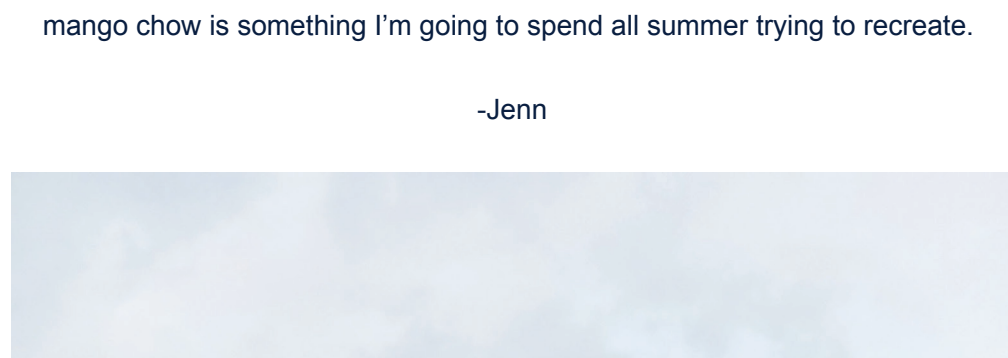 mango chow is something I’m going to spend all summer trying to recreate.
-Jenn